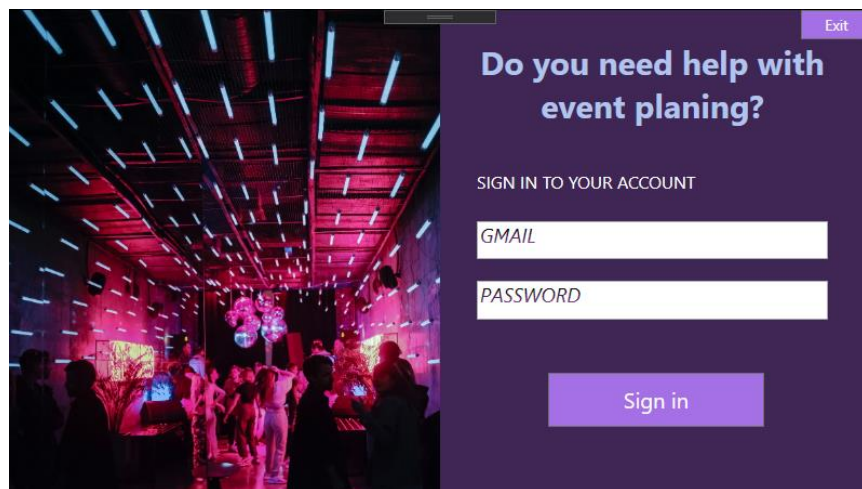 Exit
Do you need help with
event planing?
SIGN IN TO YOUR ACCOUNT
GMAIL
PASSWORD
Sign in